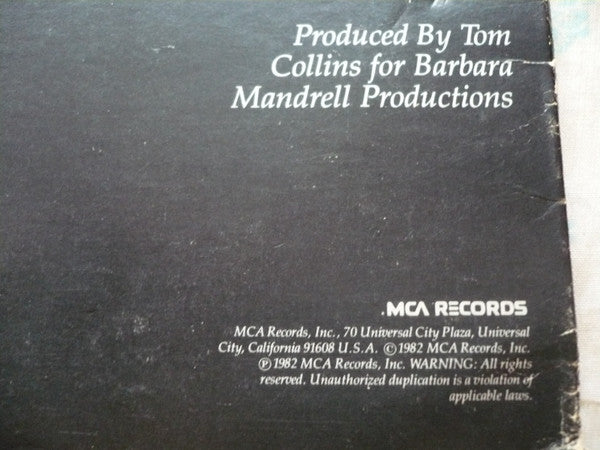 Produced By Tom
Collins for Barbara
Mandrell Productions
MCA RECORDS
MCA Records, Inc., 70 Universal City Plaza, Universal
City, California 91608 U.S.A. ©1982 MCA Records, Inc.
℗1982 MCA Records, Inc. WARNING: All rights
reserved. Unauthorized duplication is a violation of
applicable laws.